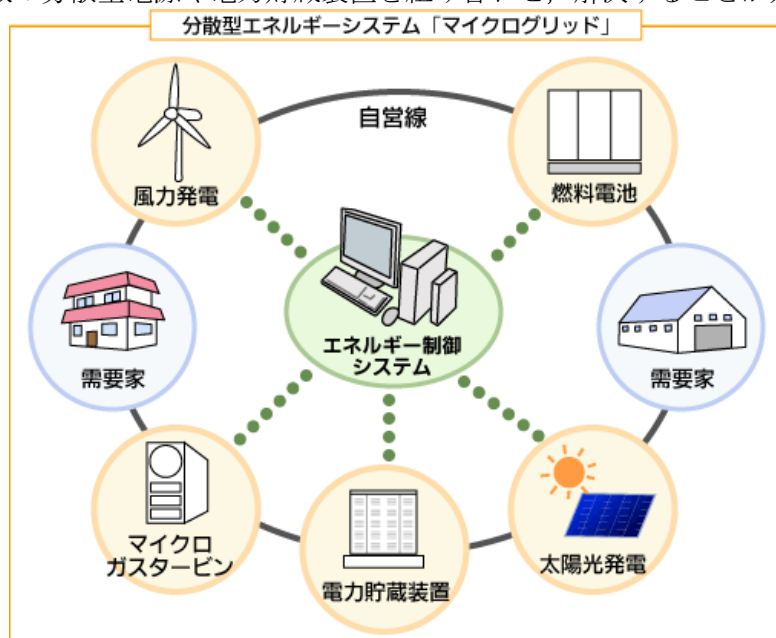 分散型エネルギーシステム「マイクログリッド」
自営線
風力発電
燃料電池
エネルギー制御
システム
需要家
需要家
マイクロ
ガスタービン
電力貯蔵装置
太陽光発電